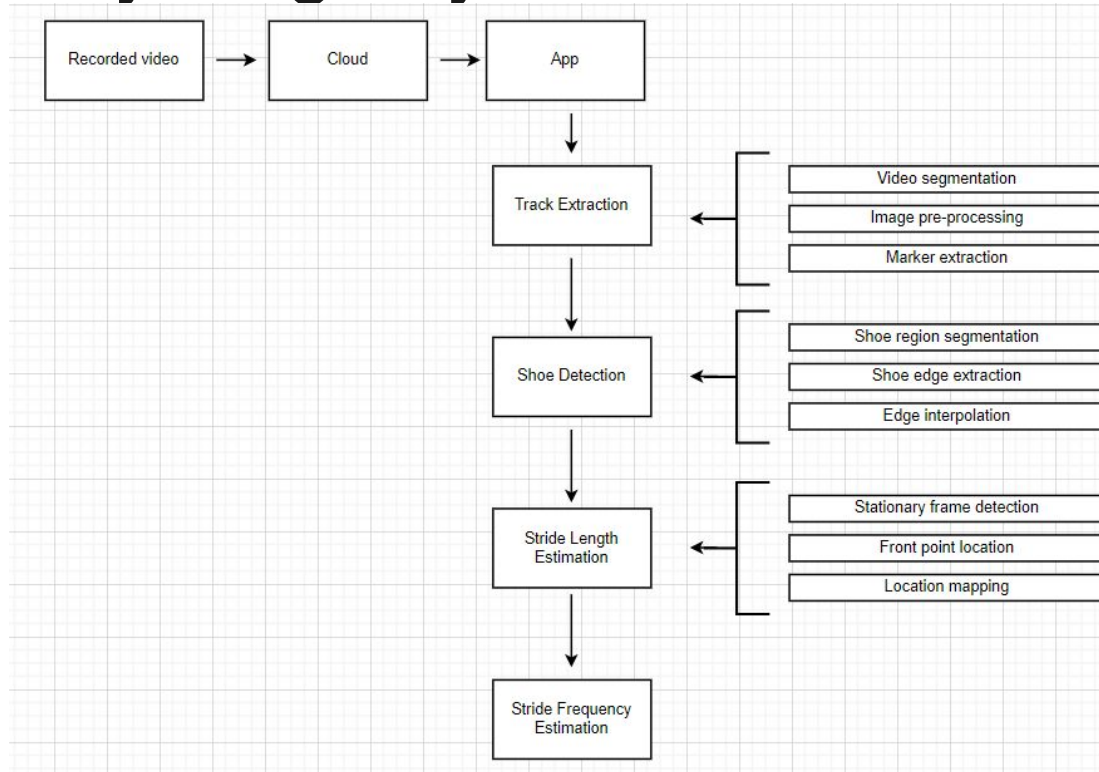 Recorded video
Cloud
App
Track Extraction
Video segmentation
Image pre-processing
Marker extraction
Shoe Detection
Shoe region segmentation
Shoe edge extraction
Edge interpolation
Stride Length
Estimation
Stationary frame detection
Front point location
Location mapping
Stride Frequency
Estimation